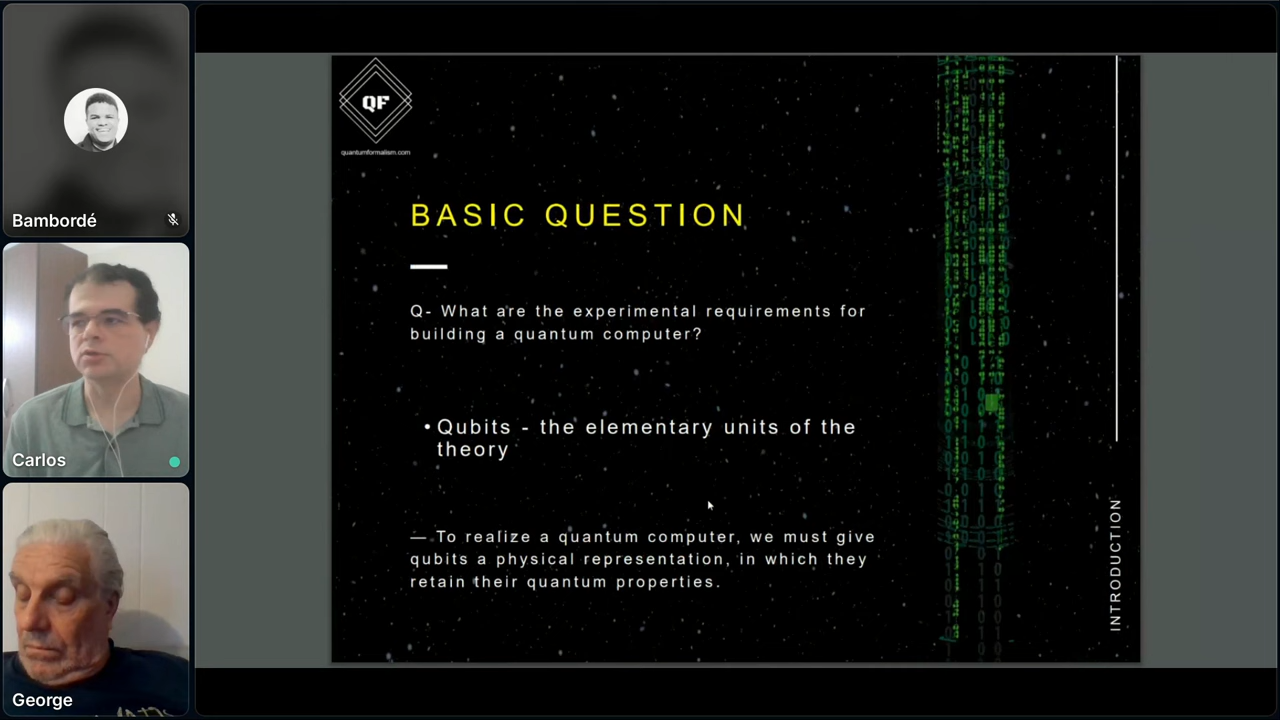 Bambordé
Carlos
George
QF
quantumformalism.com
BASIC QUESTION
Q- What are the experimental requirements for
building a quantum computer?
• Qubits - the elementary units of the
theory
— To realize a quantum computer, we must give
qubits a physical representation, in which they
retain their quantum properties.
INTRODUCTION